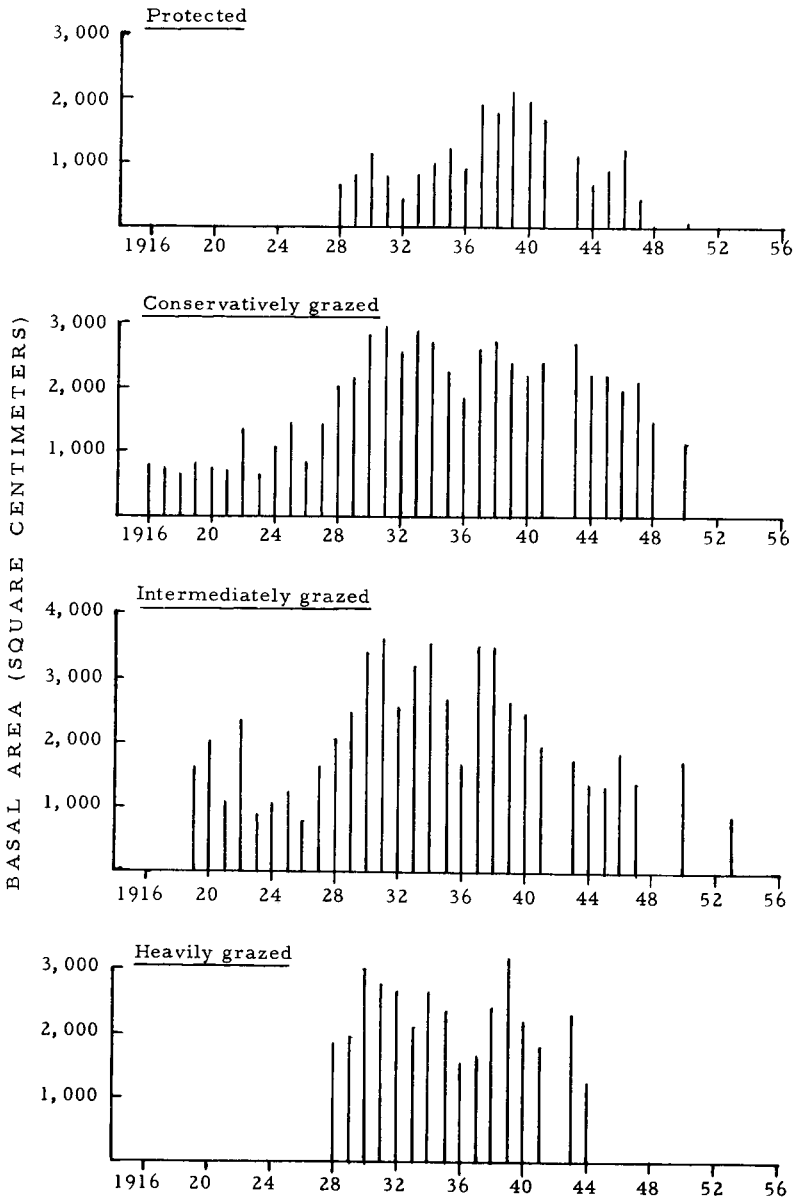 Protected
3,000
2,000
1,000
1916 20 24 28 32 36 40 44 48 52 56
Conservatively grazed
3,000
2,000
1,000
1916 20 24 28 32 36 40 44 48 52 56
Intermediately grazed
4,000
3,000
2,000
1,000
1916 20 24 28 32 36 40 44 48 52 56
Heavily grazed
3,000
2,000
1,000
1916 20 24 28 32 36 40 44 48 52 56
BASAL AREA (SQUARE CENTIMETERS)